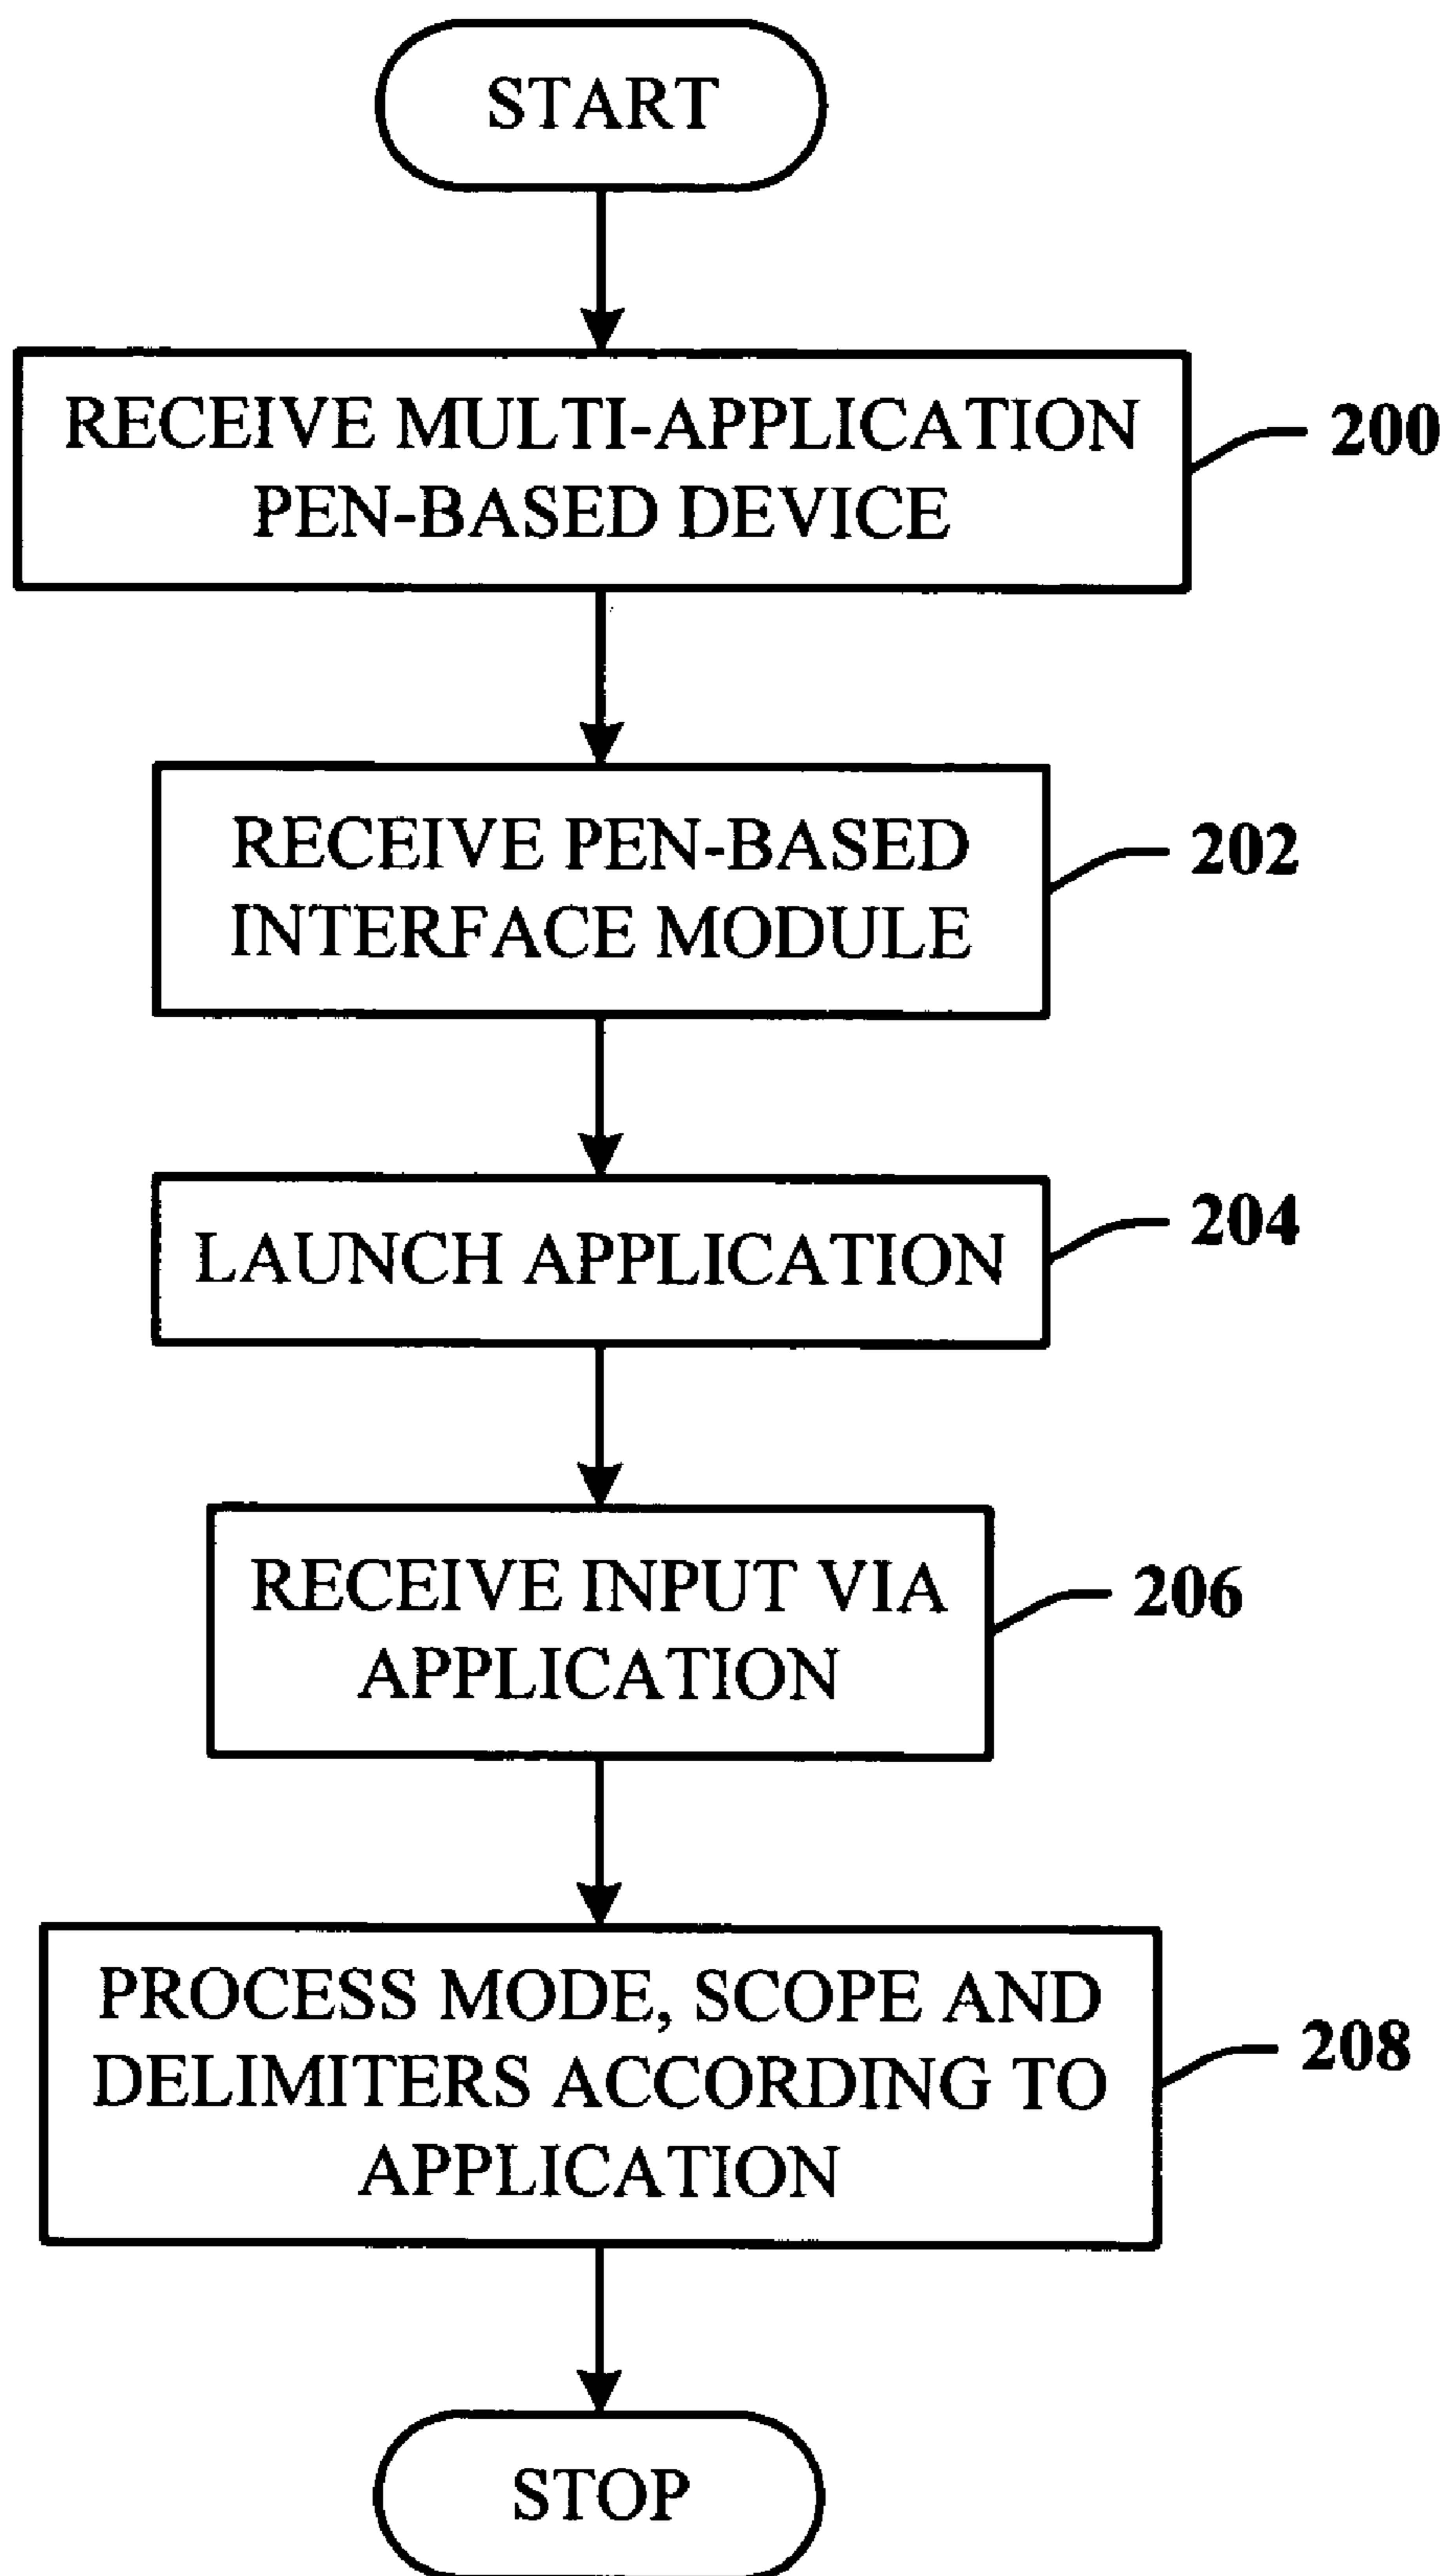 START
RECEIVE MULTI-APPLICATION
PEN-BASED DEVICE
200
RECEIVE PEN-BASED
INTERFACE MODULE
202
LAUNCH APPLICATION
204
RECEIVE INPUT VIA
APPLICATION
206
PROCESS MODE, SCOPE AND
DELIMITERS ACCORDING TO
APPLICATION
208
STOP